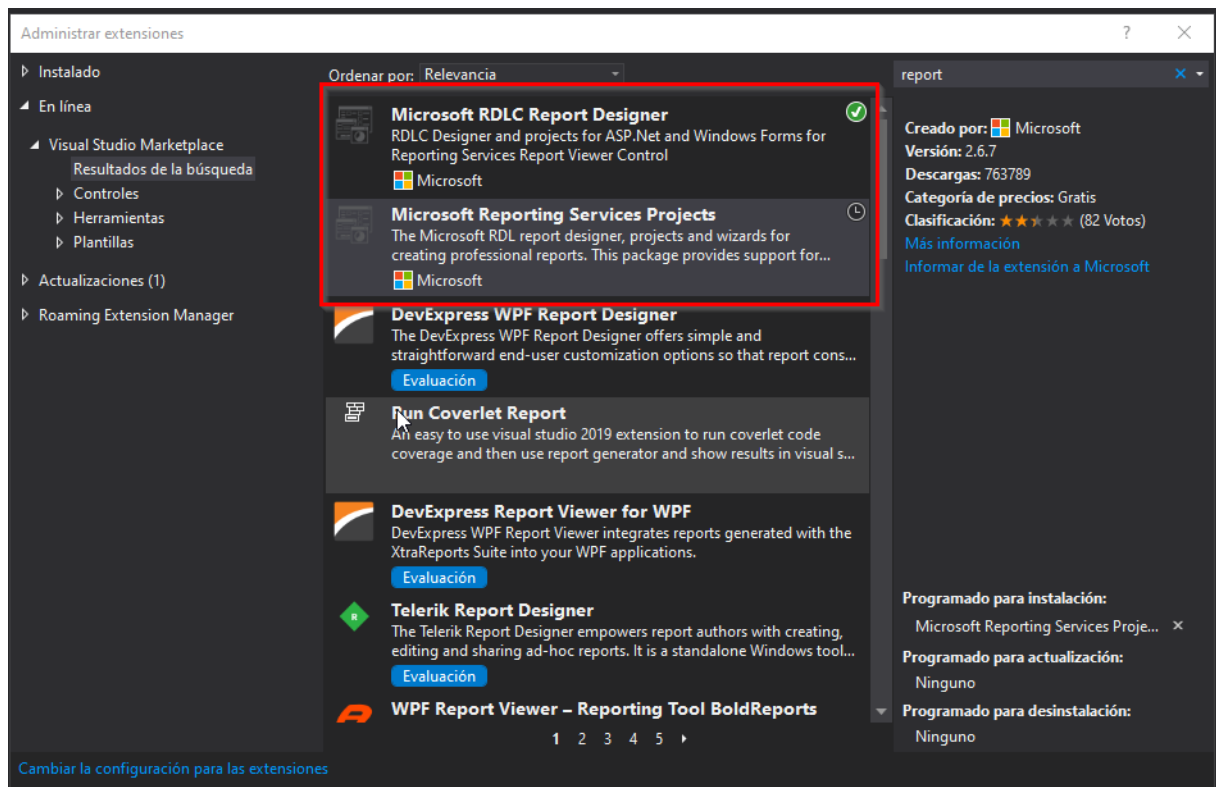 Administrar extensiones
?
Instalado
En línea
Visual Studio Marketplace
Resultados de la búsqueda
Controles
Herramientas
Plantillas
Actualizaciones (1)
Roaming Extension Manager
Ordenar por: Relevancia
Microsoft RDLC Report Designer
RDLC Designer and projects for ASP.Net and Windows Forms for
Reporting Services Report Viewer Control
Microsoft
Microsoft Reporting Services Projects
The Microsoft RDL report designer, projects and wizards for
creating professional reports. This package provides support for...
Microsoft
DevExpress WPF Report Designer
The DevExpress WPF Report Designer offers simple and
straightforward end-user customization options so that report cons...
Evaluación
Run Coverlet Report
An easy to use visual studio 2019 extension to run coverlet code
coverage and then use report generator and show results in visual s...
DevExpress Report Viewer for WPF
DevExpress WPF Report Viewer integrates reports generated with the
XtraReports Suite into your WPF applications.
Evaluación
Telerik Report Designer
The Telerik Report Designer empowers report authors with creating,
editing and sharing ad-hoc reports. It is a standalone Windows tool...
Evaluación
WPF Report Viewer – Reporting Tool BoldReports
1 2 3 4 5
report
Creado por: Microsoft
Versión: 2.6.7
Descargas: 763789
Categoría de precios: Gratis
Clasificación: (82 Votos)
Más información
Informar de la extensión a Microsoft
Programado para instalación:
Microsoft Reporting Services Proje...
Programado para actualización:
Ninguno
Programado para desinstalación:
Ninguno
Cambiar la configuración para las extensiones